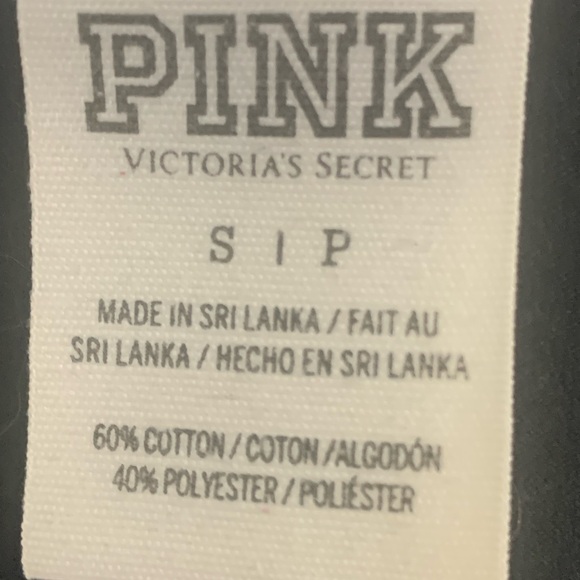 PINK
VICTORIA'S SECRET
S | P
MADE IN SRI LANKA / FAIT AU
SRI LANKA / HECHO EN SRI LANKA
60% COTTON / COTON / ALGODÓN
40% POLYESTER / POLIÉSTER